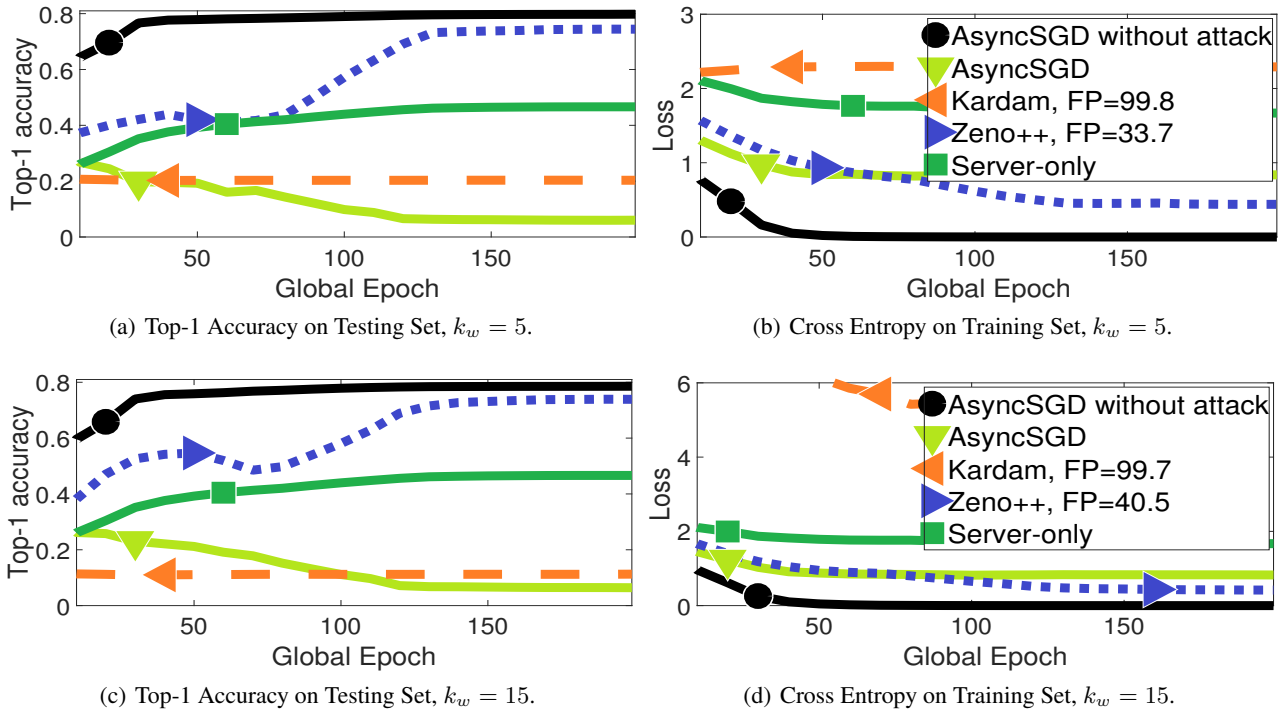 0.8
0.6
0.4
0.2
0
Top-1 accuracy
50 100 150
Global Epoch
(a) Top-1 Accuracy on Testing Set, k_w = 5.
3
2
1
0
Loss
AsyncSGD without attack
AsyncSGD
Kardam, FP=99.8
Zeno++, FP=33.7
Server-only
50 100 150
Global Epoch
(b) Cross Entropy on Training Set, k_w = 5.
0.8
0.6
0.4
0.2
0
Top-1 accuracy
50 100 150
Global Epoch
(c) Top-1 Accuracy on Testing Set, k_w = 15.
6
4
2
0
Loss
AsyncSGD without attack
AsyncSGD
Kardam, FP=99.7
Zeno++, FP=40.5
Server-only
50 100 150
Global Epoch
(d) Cross Entropy on Training Set, k_w = 15.